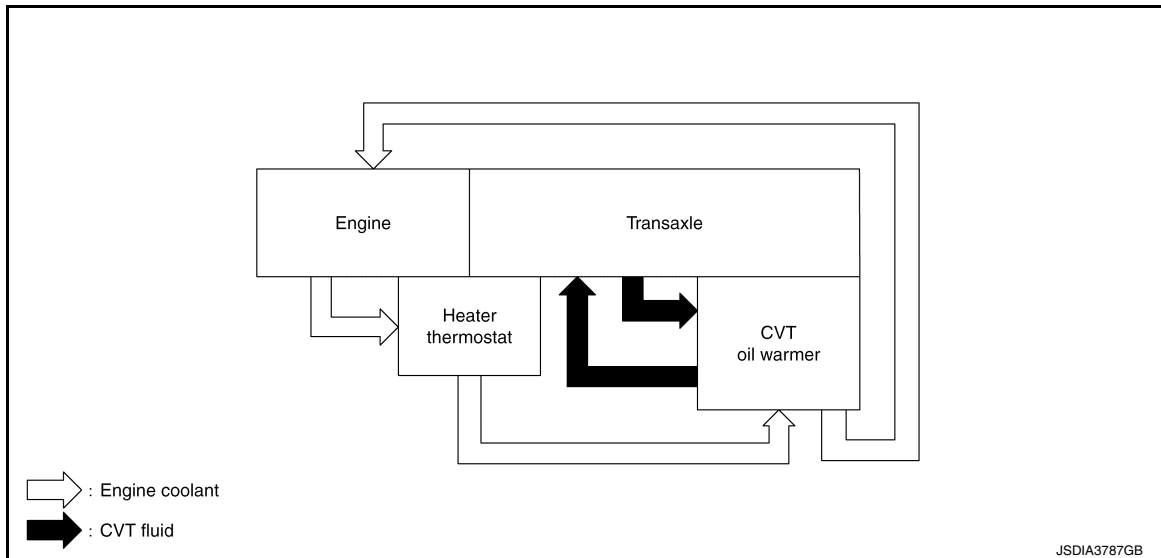 Engine
Transaxle
Heater
thermostat
CVT
oil warmer
: Engine coolant
: CVT fluid
JSDIA3787GB